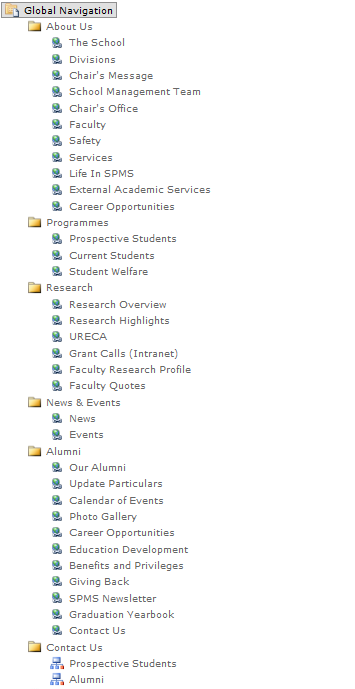 Global Navigation
About Us
The School
Divisions
Chair's Message
School Management Team
Chair's Office
Faculty
Safety
Services
Life In SPMS
External Academic Services
Career Opportunities
Programmes
Prospective Students
Current Students
Student Welfare
Research
Research Overview
Research Highlights
URECA
Grant Calls (Intranet)
Faculty Research Profile
Faculty Quotes
News & Events
News
Events
Alumni
Our Alumni
Update Particulars
Calendar of Events
Photo Gallery
Career Opportunities
Education Development
Benefits and Privileges
Giving Back
SPMS Newsletter
Graduation Yearbook
Contact Us
Contact Us
Prospective Students
Alumni